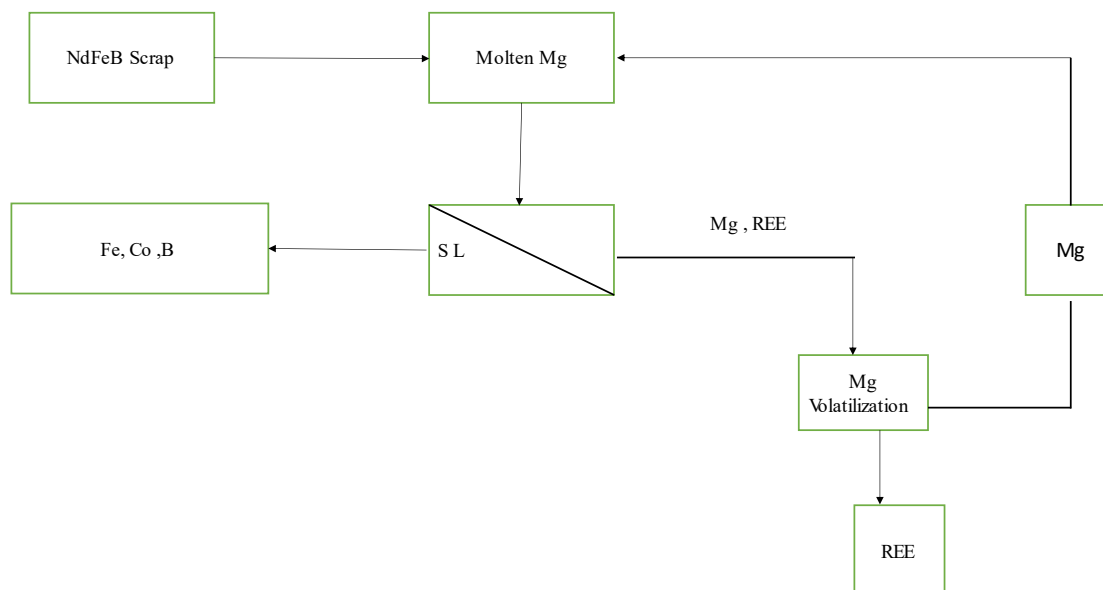 NdFeB Scrap
Molten Mg
Fe, Co ,B
S L
Mg , REE
Mg
Mg
Volatilization
REE